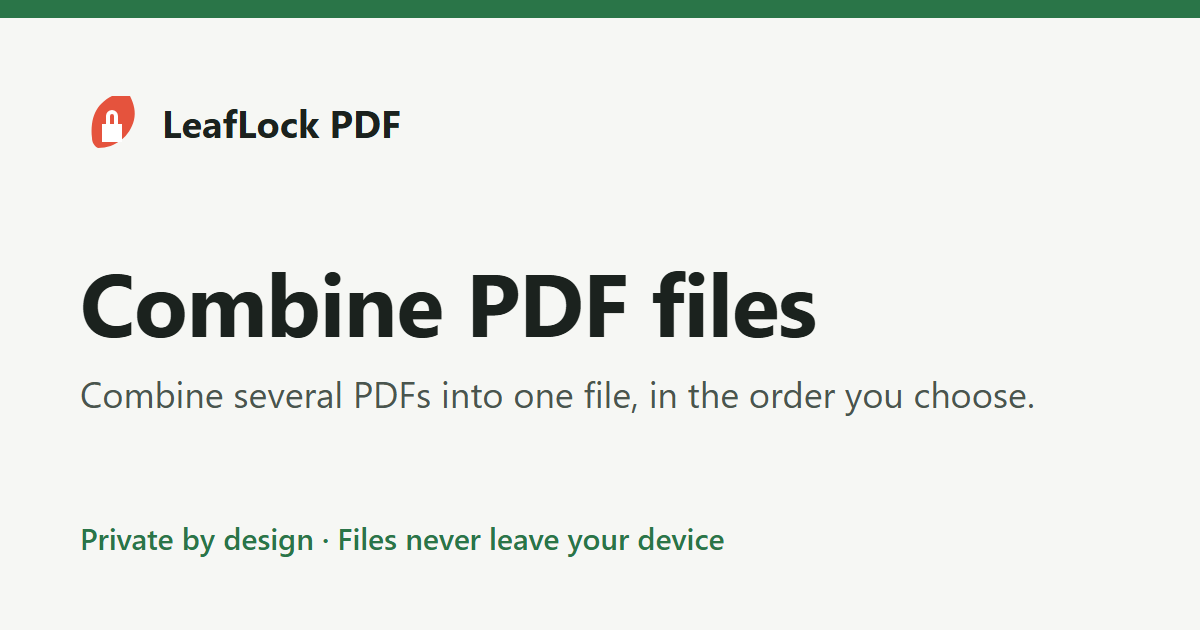 LeafLock PDF
Combine PDF files
Combine several PDFs into one file, in the order you choose.
Private by design · Files never leave your device